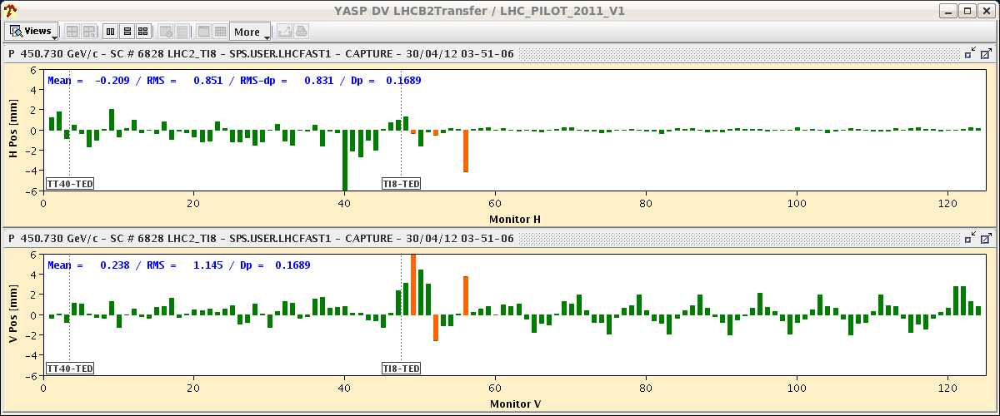 YASP DV LHCB2Transfer / LHC_PILOT_2011_V1
Views
More
P 450.730 GeV/c - SC # 6828 LHC2_TI8 - SPS.USER.LHCFAST1 - CAPTURE - 30/04/12 03-51-06
Mean = -0.209 / RMS = 0.851 / RMS-dp = 0.831 / Dp = 0.1689
H Pos [mm]
6
4
2
0
-2
-4
-6
TT40-TED
TI8-TED
0 20 40 60 80 100 120
Monitor H
P 450.730 GeV/c - SC # 6828 LHC2_TI8 - SPS.USER.LHCFAST1 - CAPTURE - 30/04/12 03-51-06
Mean = 0.238 / RMS = 1.145 / Dp = 0.1689
V Pos [mm]
6
4
2
0
-2
-4
-6
TT40-TED
TI8-TED
0 20 40 60 80 100 120
Monitor V